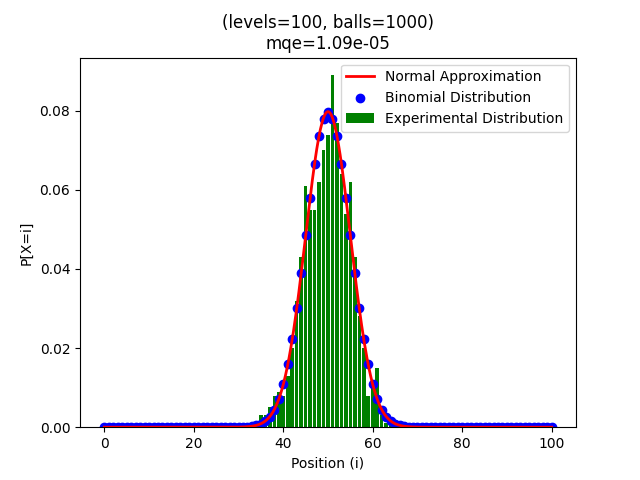 (levels=100, balls=1000)
mqe=1.09e-05
Normal Approximation
Binomial Distribution
Experimental Distribution
0.08
0.06
0.04
0.02
0.00
P[X=i]
0 20 40 60 80 100
Position (i)